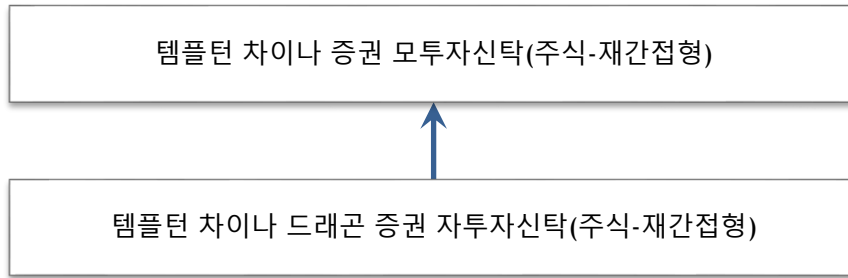 템플턴 차이나 증권 모투자신탁(주식-재간접형)
템플턴 차이나 드래곤 증권 자투자신탁(주식-재간접형)